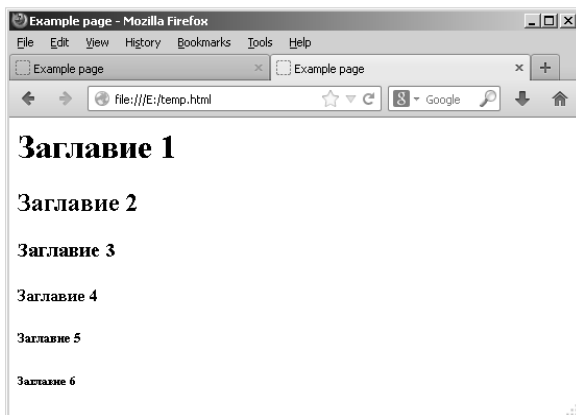 Example page - Mozilla Firefox
File Edit View History Bookmarks Tools Help
Example page Example page
file:///E:/temp.html Google
Заглавие 1
Заглавие 2
Заглавие 3
Заглавие 4
Заглавие 5
Заглавие 6